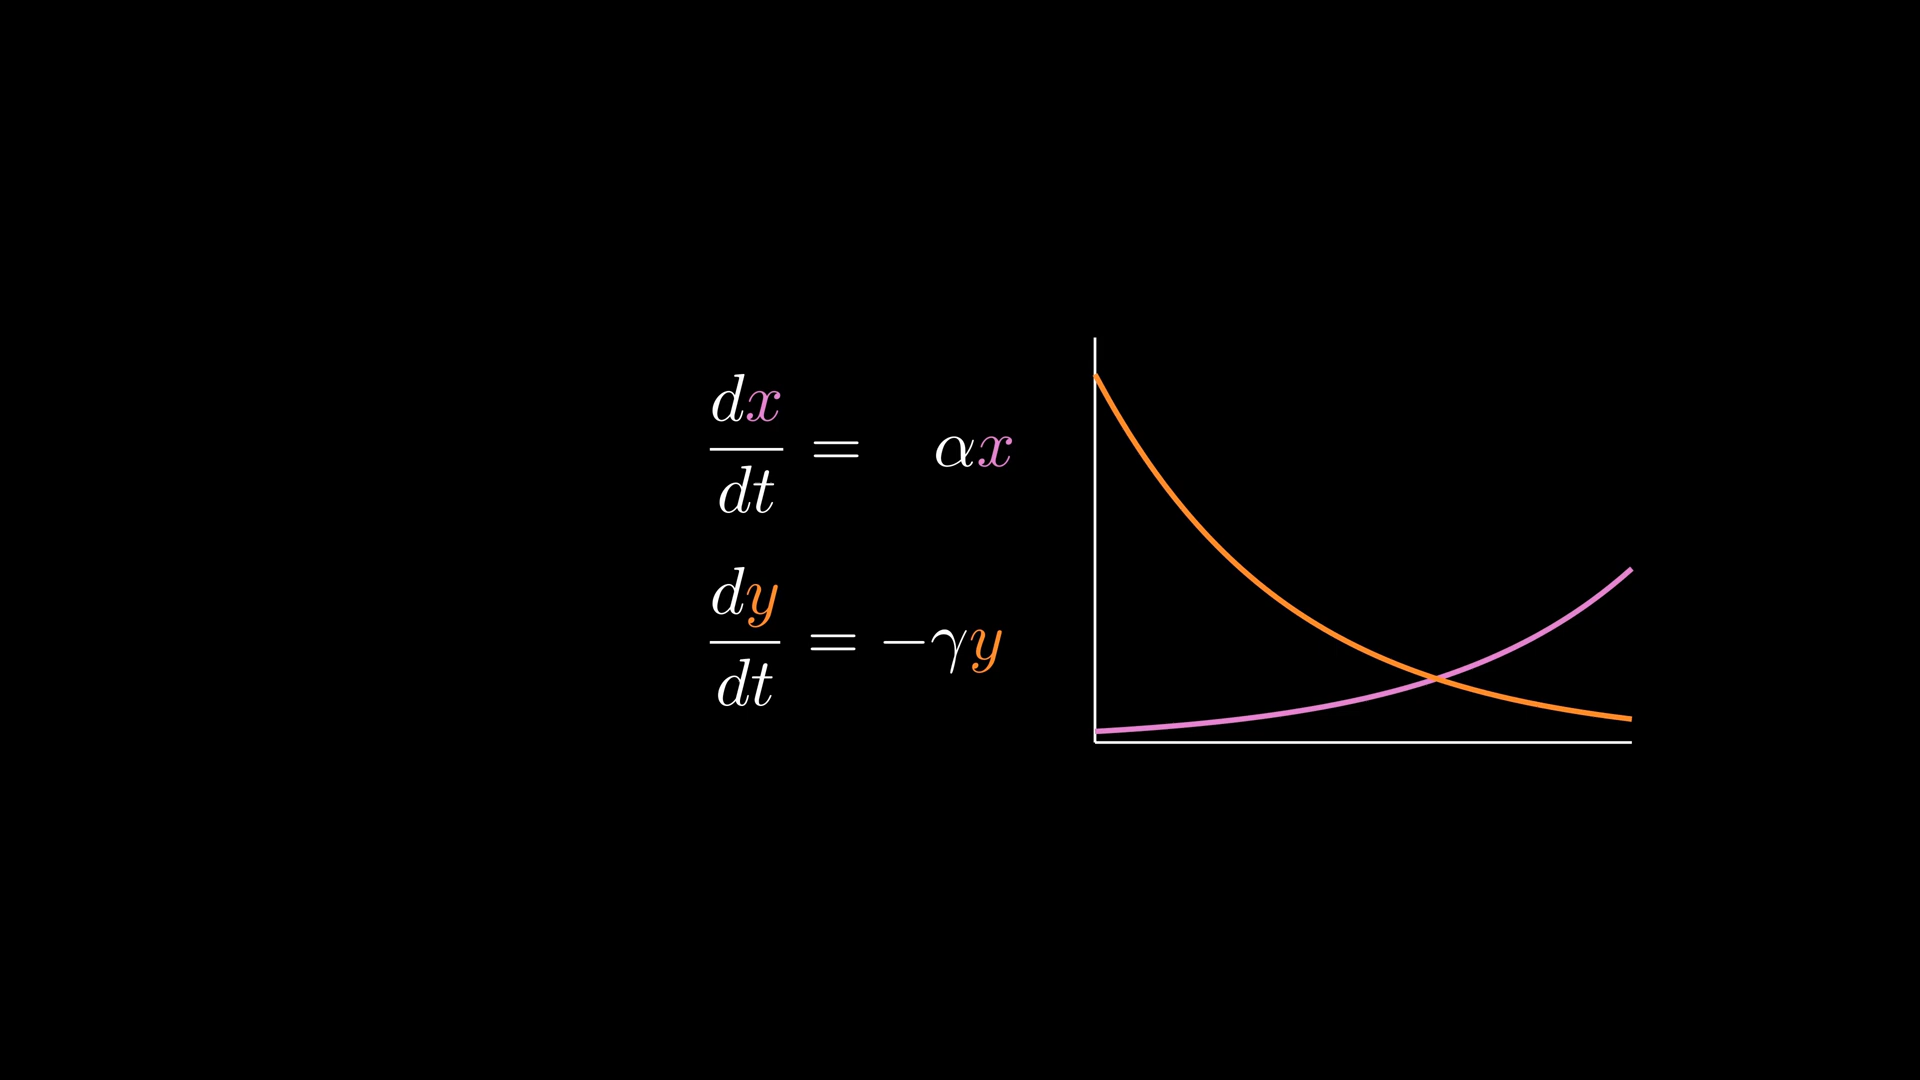 dx/dt = αx
dy/dt = −γy